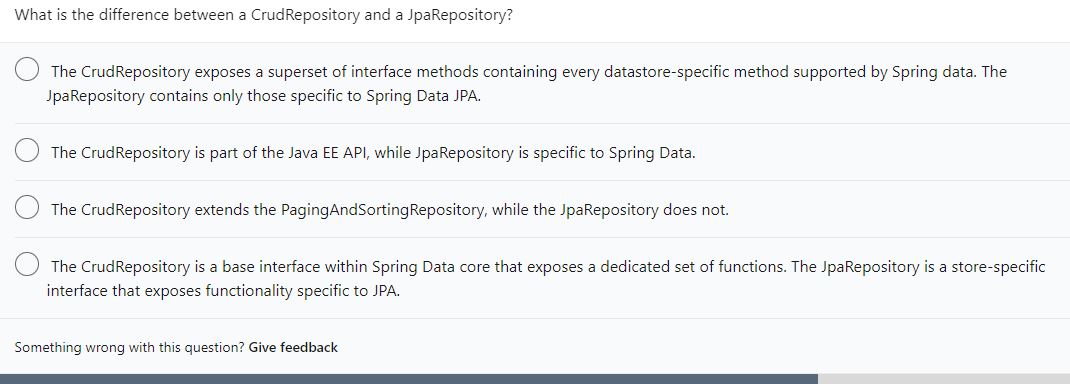 What is the difference between a CrudRepository and a JpaRepository?
The CrudRepository exposes a superset of interface methods containing every datastore-specific method supported by Spring data. The
JpaRepository contains only those specific to Spring Data JPA.
The CrudRepository is part of the Java EE API, while JpaRepository is specific to Spring Data.
The CrudRepository extends the PagingAndSortingRepository, while the JpaRepository does not.
The CrudRepository is a base interface within Spring Data core that exposes a dedicated set of functions. The JpaRepository is a store-specific
interface that exposes functionality specific to JPA.
Something wrong with this question? Give feedback